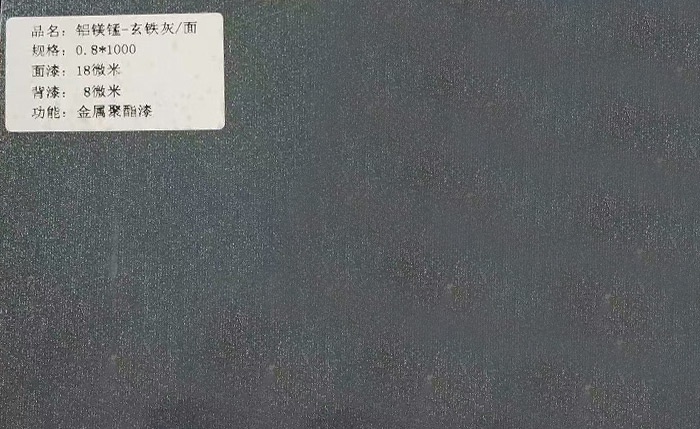 品名：铝镁锰-玄铁灰/面
规格：0.8*1000
面漆：18微米
背漆： 8微米
功能：金属聚酯漆